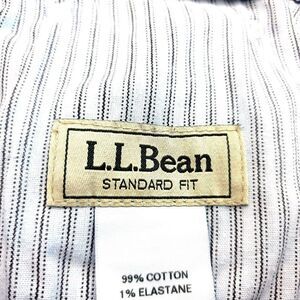 L.L.Bean
STANDARD FIT
99% COTTON
1% ELASTANE